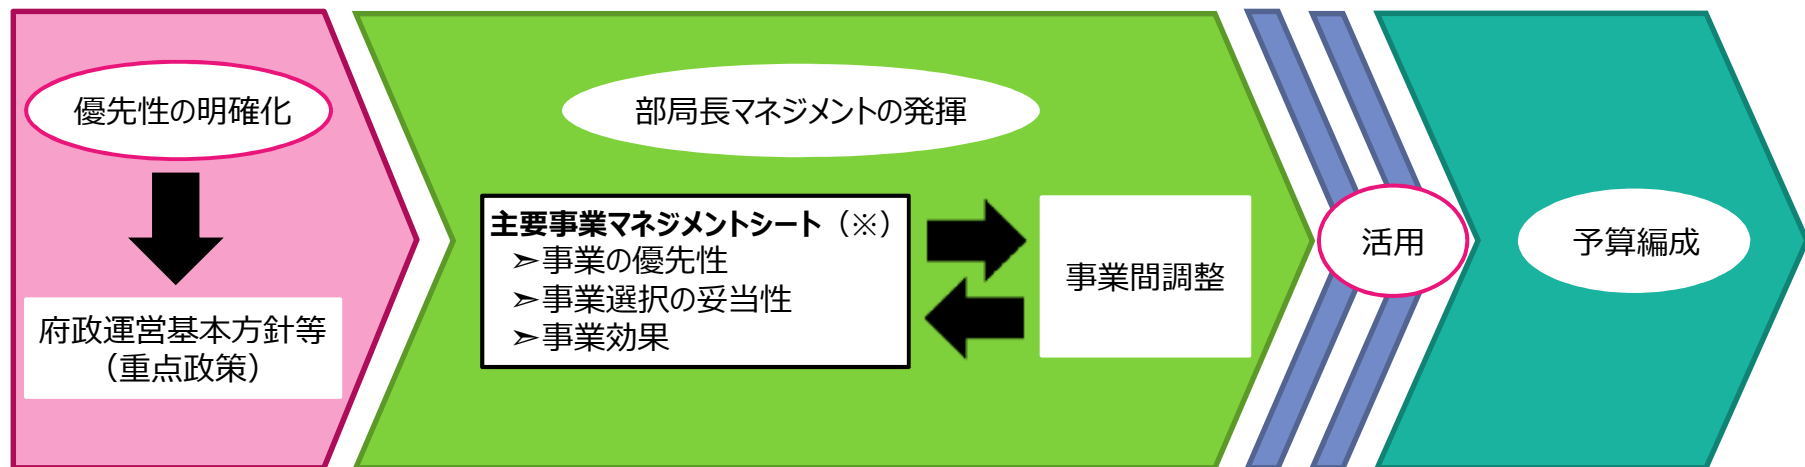 優先性の明確化
府政運営基本方針等
（重点政策）
部局長マネジメントの発揮
主要事業マネジメントシート（※）
➣事業の優先性
➣事業選択の妥当性
➣事業効果
事業間調整
活用
予算編成